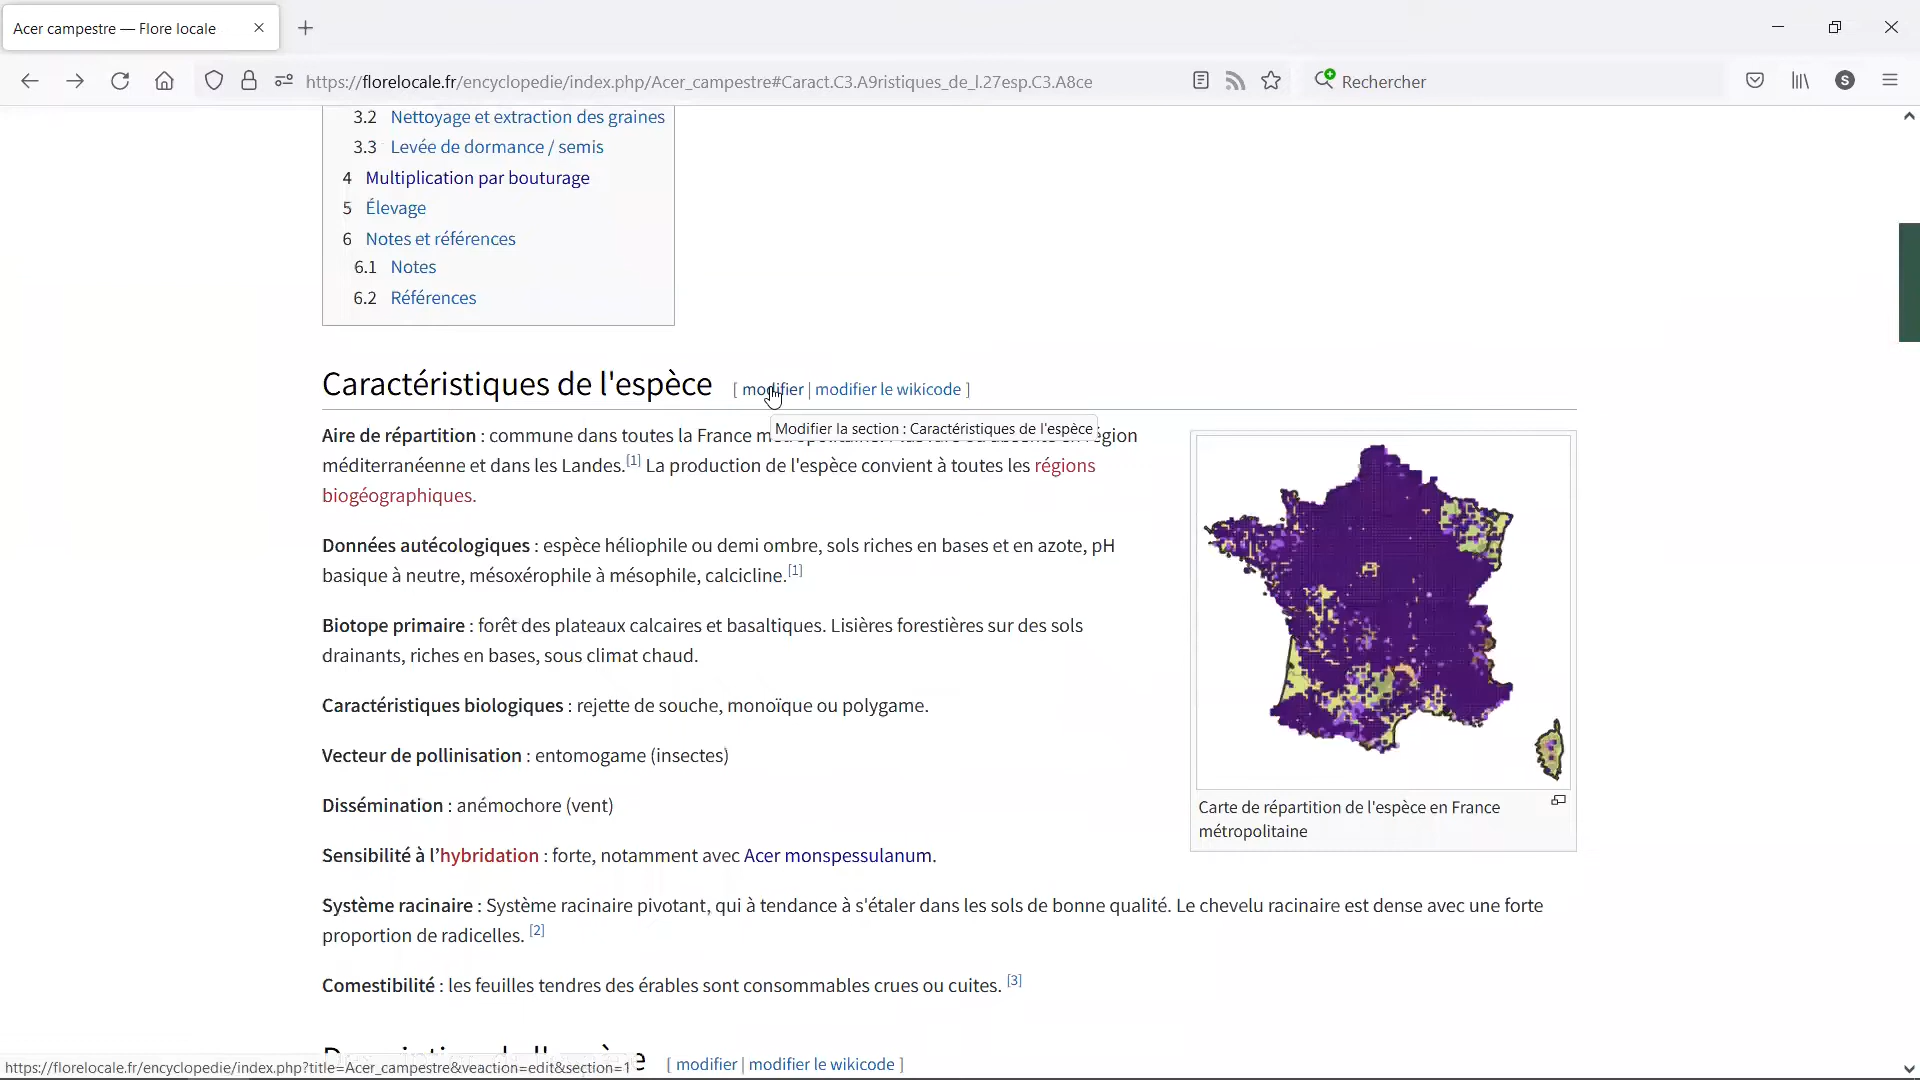 Acer campestre — Flore locale
https://florelocale.fr/encyclopedie/index.php/Acer_campestre#Caract.C3.A9ristiques_de_l.27esp.C3.A8ce
Rechercher
S
3.2 Nettoyage et extraction des graines
3.3 Levée de dormance / semis
4 Multiplication par bouturage
5 Élevage
6 Notes et références
6.1 Notes
6.2 Références
Caractéristiques de l'espèce [ modifier | modifier le wikicode ]
Modifier la section : Caractéristiques de l'espèce
Aire de répartition : commune dans toutes la France
méditerranéenne et dans les Landes.[1] La production de l'espèce convient à toutes les régions
biogéographiques.
Données autécologiques : espèce héliophile ou demi ombre, sols riches en bases et en azote, pH
basique à neutre, mésoxérophile à mésophile, calcicline.[1]
Biotope primaire : forêt des plateaux calcaires et basaltiques. Lisières forestières sur des sols
drainants, riches en bases, sous climat chaud.
Caractéristiques biologiques : rejette de souche, monoïque ou polygame.
Vecteur de pollinisation : entomogame (insectes)
Dissémination : anémochore (vent)
Sensibilité à l’hybridation : forte, notamment avec Acer monspessulanum.
Système racinaire : Système racinaire pivotant, qui à tendance à s'étaler dans les sols de bonne qualité. Le chevelu racinaire est dense avec une forte
proportion de radicelles. [2]
Comestibilité : les feuilles tendres des érables sont consommables crues ou cuites. [3]
Carte de répartition de l'espèce en France
métropolitaine
[ modifier | modifier le wikicode ]
https://florelocale.fr/encyclopedie/index.php?title=Acer_campestre&veaction=edit&section=1